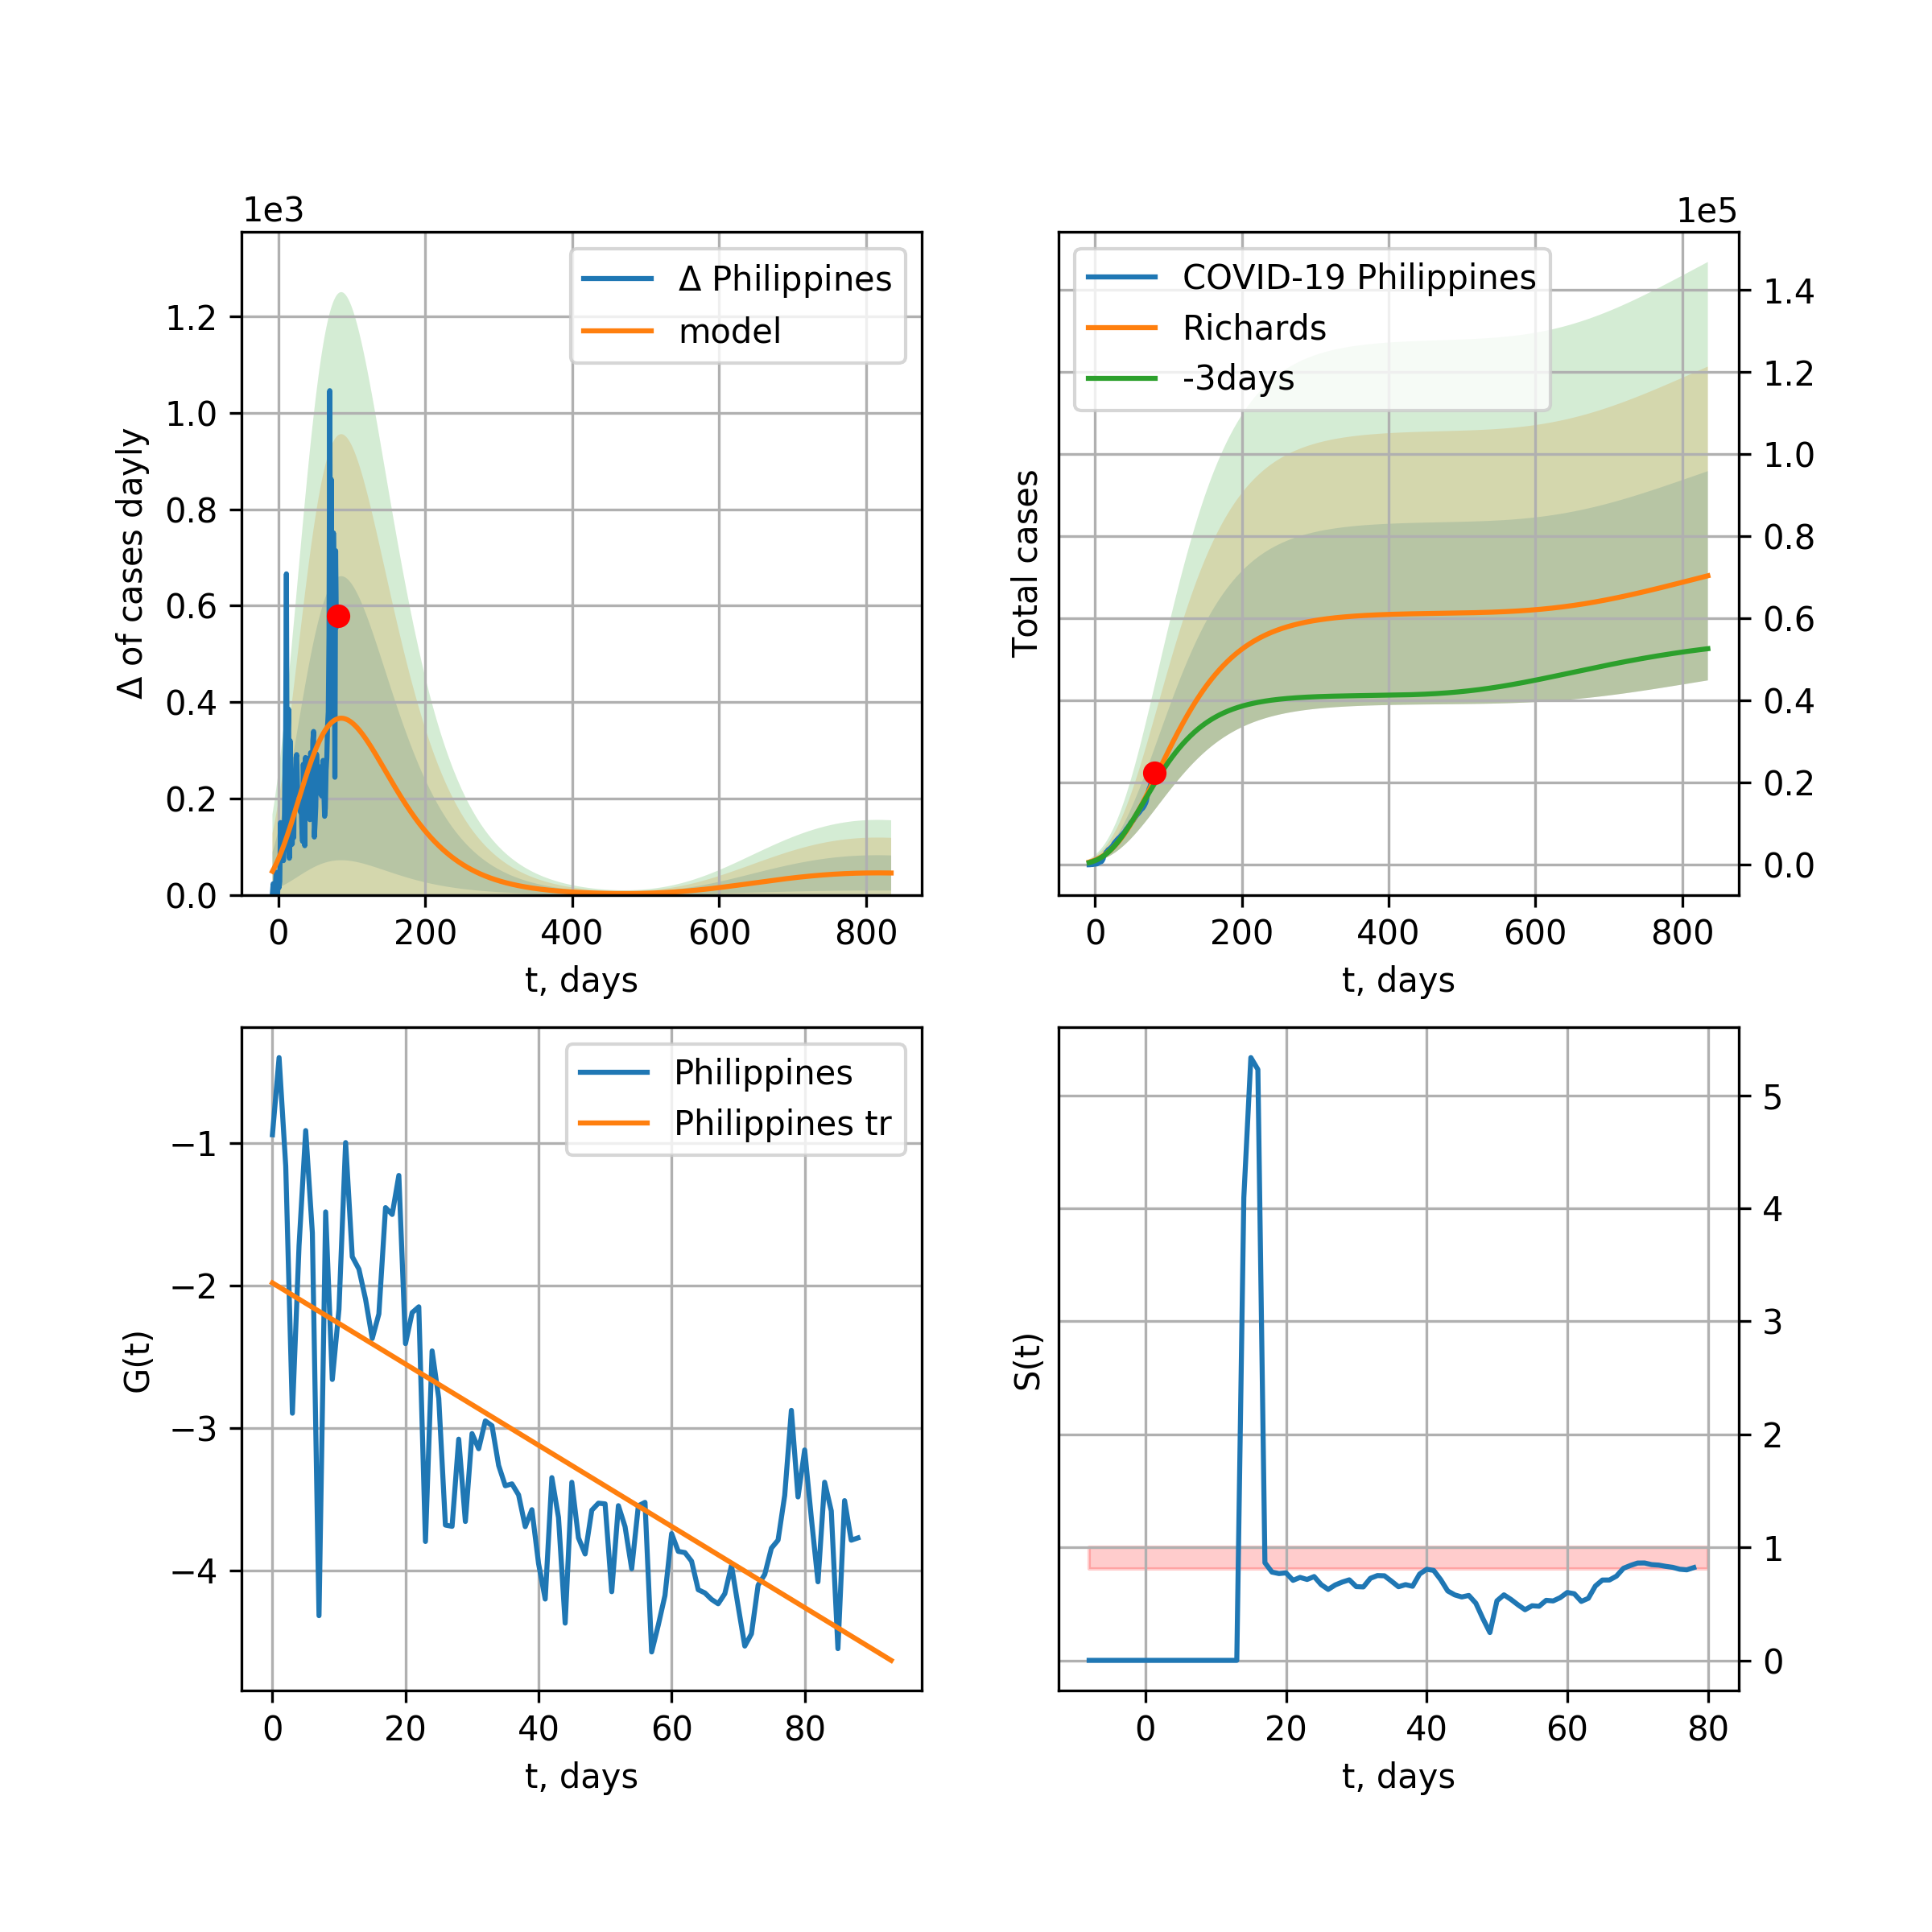 1e3
Δ Philippines
model
1.2
1.0
0.8
0.6
0.4
0.2
0.0
Δ of cases dayly
0 200 400 600 800
t, days
1e5
COVID-19 Philippines
Richards
-3days
1.4
1.2
1.0
0.8
0.6
0.4
0.2
0.0
Total cases
0 200 400 600 800
t, days
Philippines
Philippines tr
−1
−2
−3
−4
G(t)
0 20 40 60 80
t, days
5
4
3
2
1
0
S(t)
0 20 40 60 80
t, days